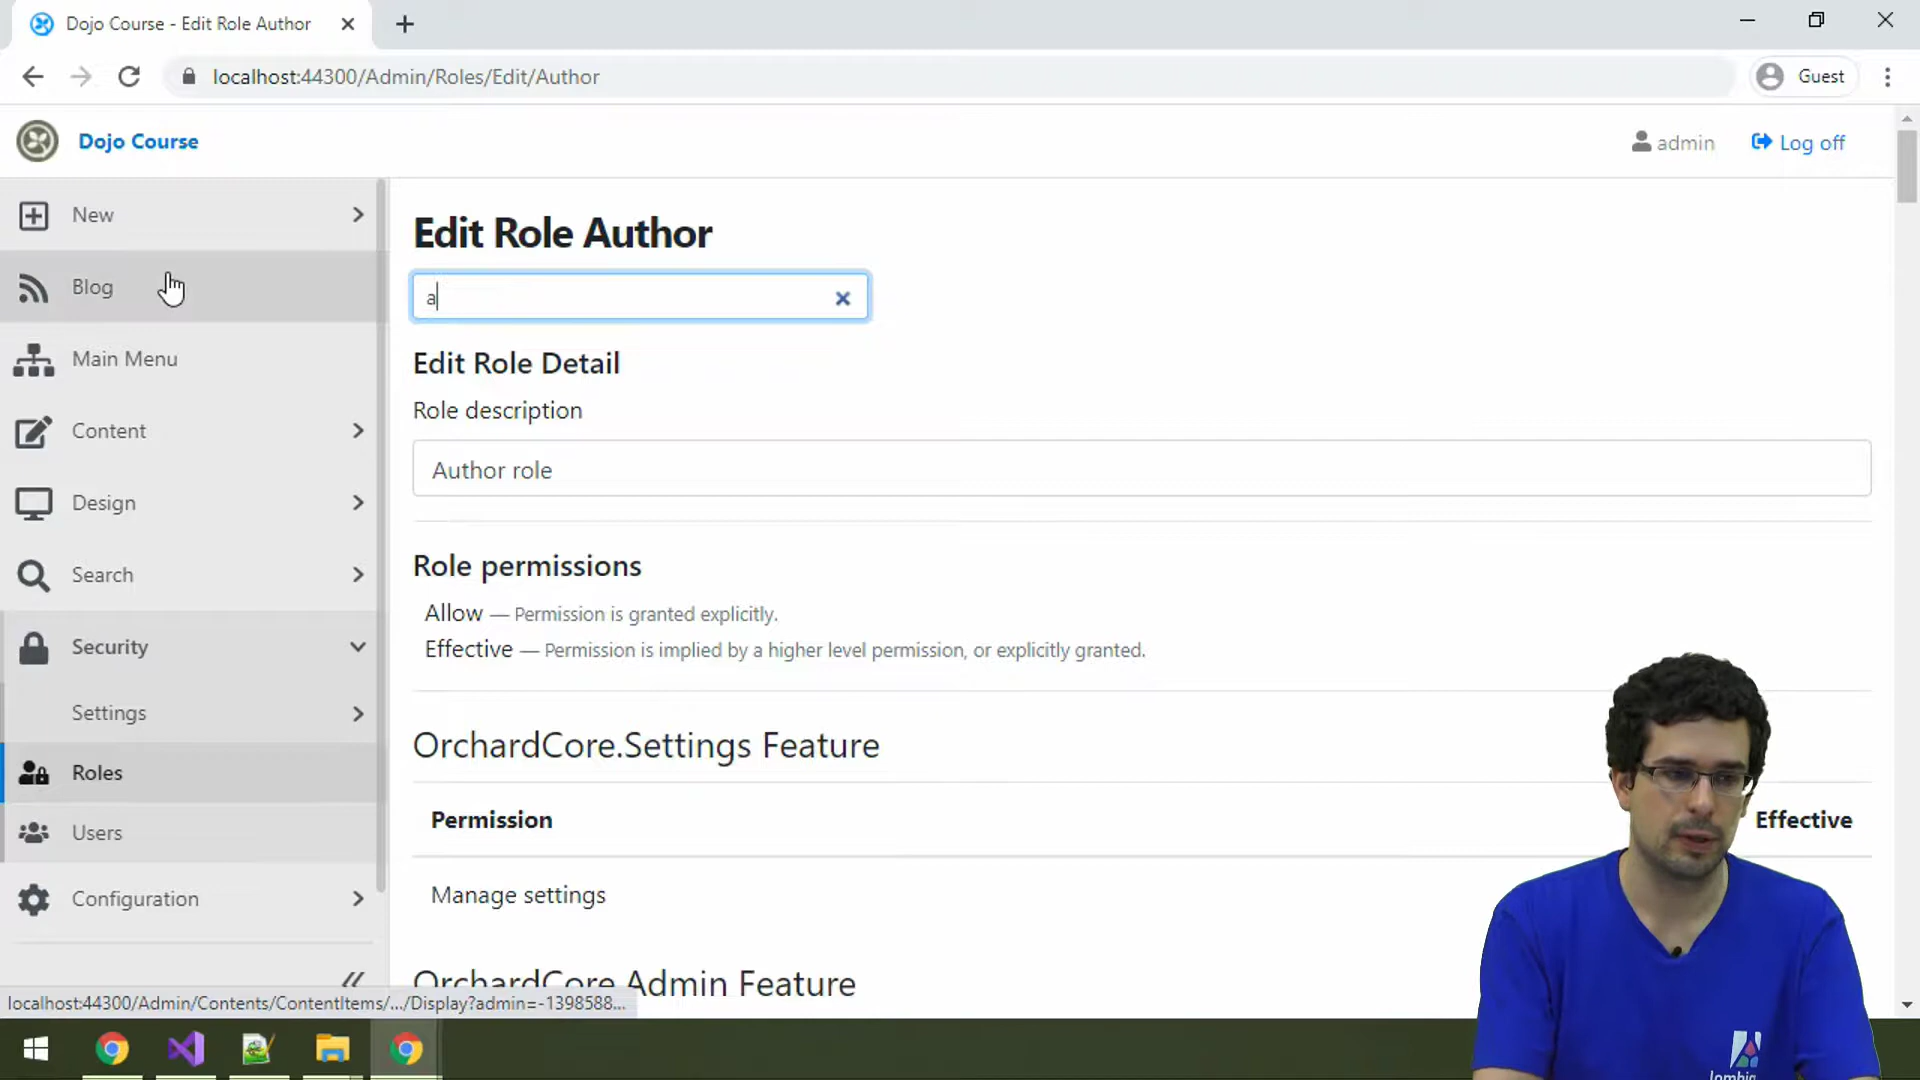 Dojo Course - Edit Role Author
localhost:44300/Admin/Roles/Edit/Author
Guest
Dojo Course
admin
Log off
New
Blog
Main Menu
Content
Design
Search
Security
Settings
Roles
Users
Configuration
Edit Role Author
a
Edit Role Detail
Role description
Author role
Role permissions
Allow — Permission is granted explicitly.
Effective — Permission is implied by a higher level permission, or explicitly granted.
OrchardCore.Settings Feature
Permission
Effective
Manage settings
OrchardCore.Admin Feature
localhost:44300/Admin/Contents/ContentItems/.../Display?admin=-1398588...